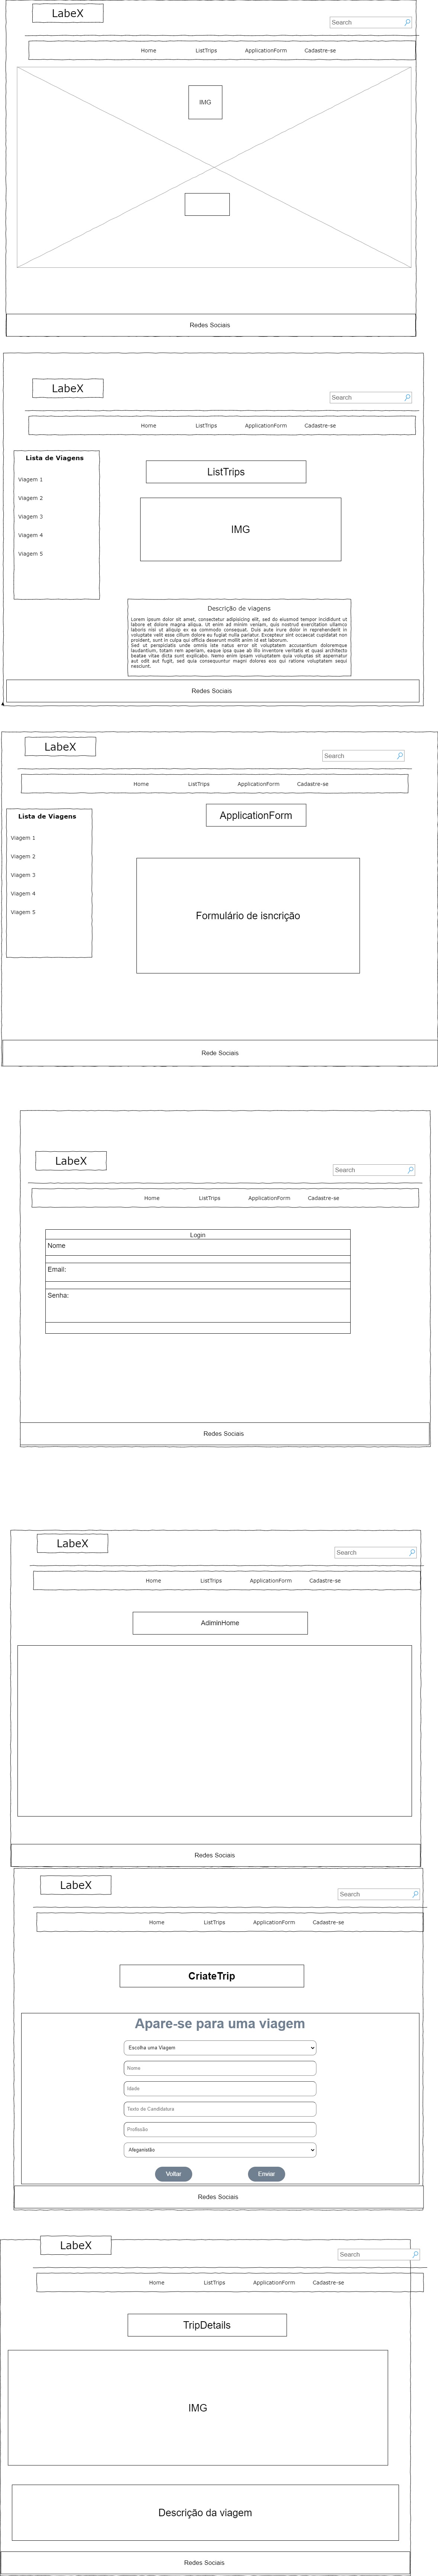 LabeX
Search
Home ListTrips ApplicationForm Cadastre-se
IMG
Redes Sociais
LabeX
Search
Home ListTrips ApplicationForm Cadastre-se
Lista de Viagens
Viagem 1
Viagem 2
Viagem 3
Viagem 4
Viagem 5
ListTrips
IMG
Descrição de viagens
Lorem ipsum dolor sit amet, consectetur adipisicing elit, sed do eiusmod tempor incididunt ut
labore et dolore magna aliqua. Ut enim ad minim veniam, quis nostrud exercitation ullamco
laboris nisi ut aliquip ex ea commodo consequat. Duis aute irure dolor in reprehenderit in
voluptate velit esse cillum dolore eu fugiat nulla pariatur. Excepteur sint occaecat cupidatat non
proident, sunt in culpa qui officia deserunt mollit anim id est laborum.
Sed ut perspiciatis unde omnis iste natus error sit voluptatem accusantium doloremque
laudantium, totam rem aperiam, eaque ipsa quae ab illo inventore veritatis et quasi architecto
beatae vitae dicta sunt explicabo. Nemo enim ipsam voluptatem quia voluptas sit aspernatur
aut odit aut fugit, sed quia consequuntur magni dolores eos qui ratione voluptatem sequi
nesciunt.
Redes Sociais
LabeX
Search
Home ListTrips ApplicationForm Cadastre-se
Lista de Viagens
Viagem 1
Viagem 2
Viagem 3
Viagem 4
Viagem 5
ApplicationForm
Formulário de isncrição
Rede Sociais
LabeX
Search
Home ListTrips ApplicationForm Cadastre-se
Login
Nome
Email:
Senha:
Redes Sociais
LabeX
Search
Home ListTrips ApplicationForm Cadastre-se
AdiminHome
Redes Sociais
LabeX
Search
Home ListTrips ApplicationForm Cadastre-se
CriateTrip
Apare-se para uma viagem
Escolha uma Viagem
Nome
Idade
Texto de Candidatura
Profissão
Afeganistão
Voltar Enviar
Redes Sociais
LabeX
Search
Home ListTrips ApplicationForm Cadastre-se
TripDetails
IMG
Descrição da viagem
Redes Sociais